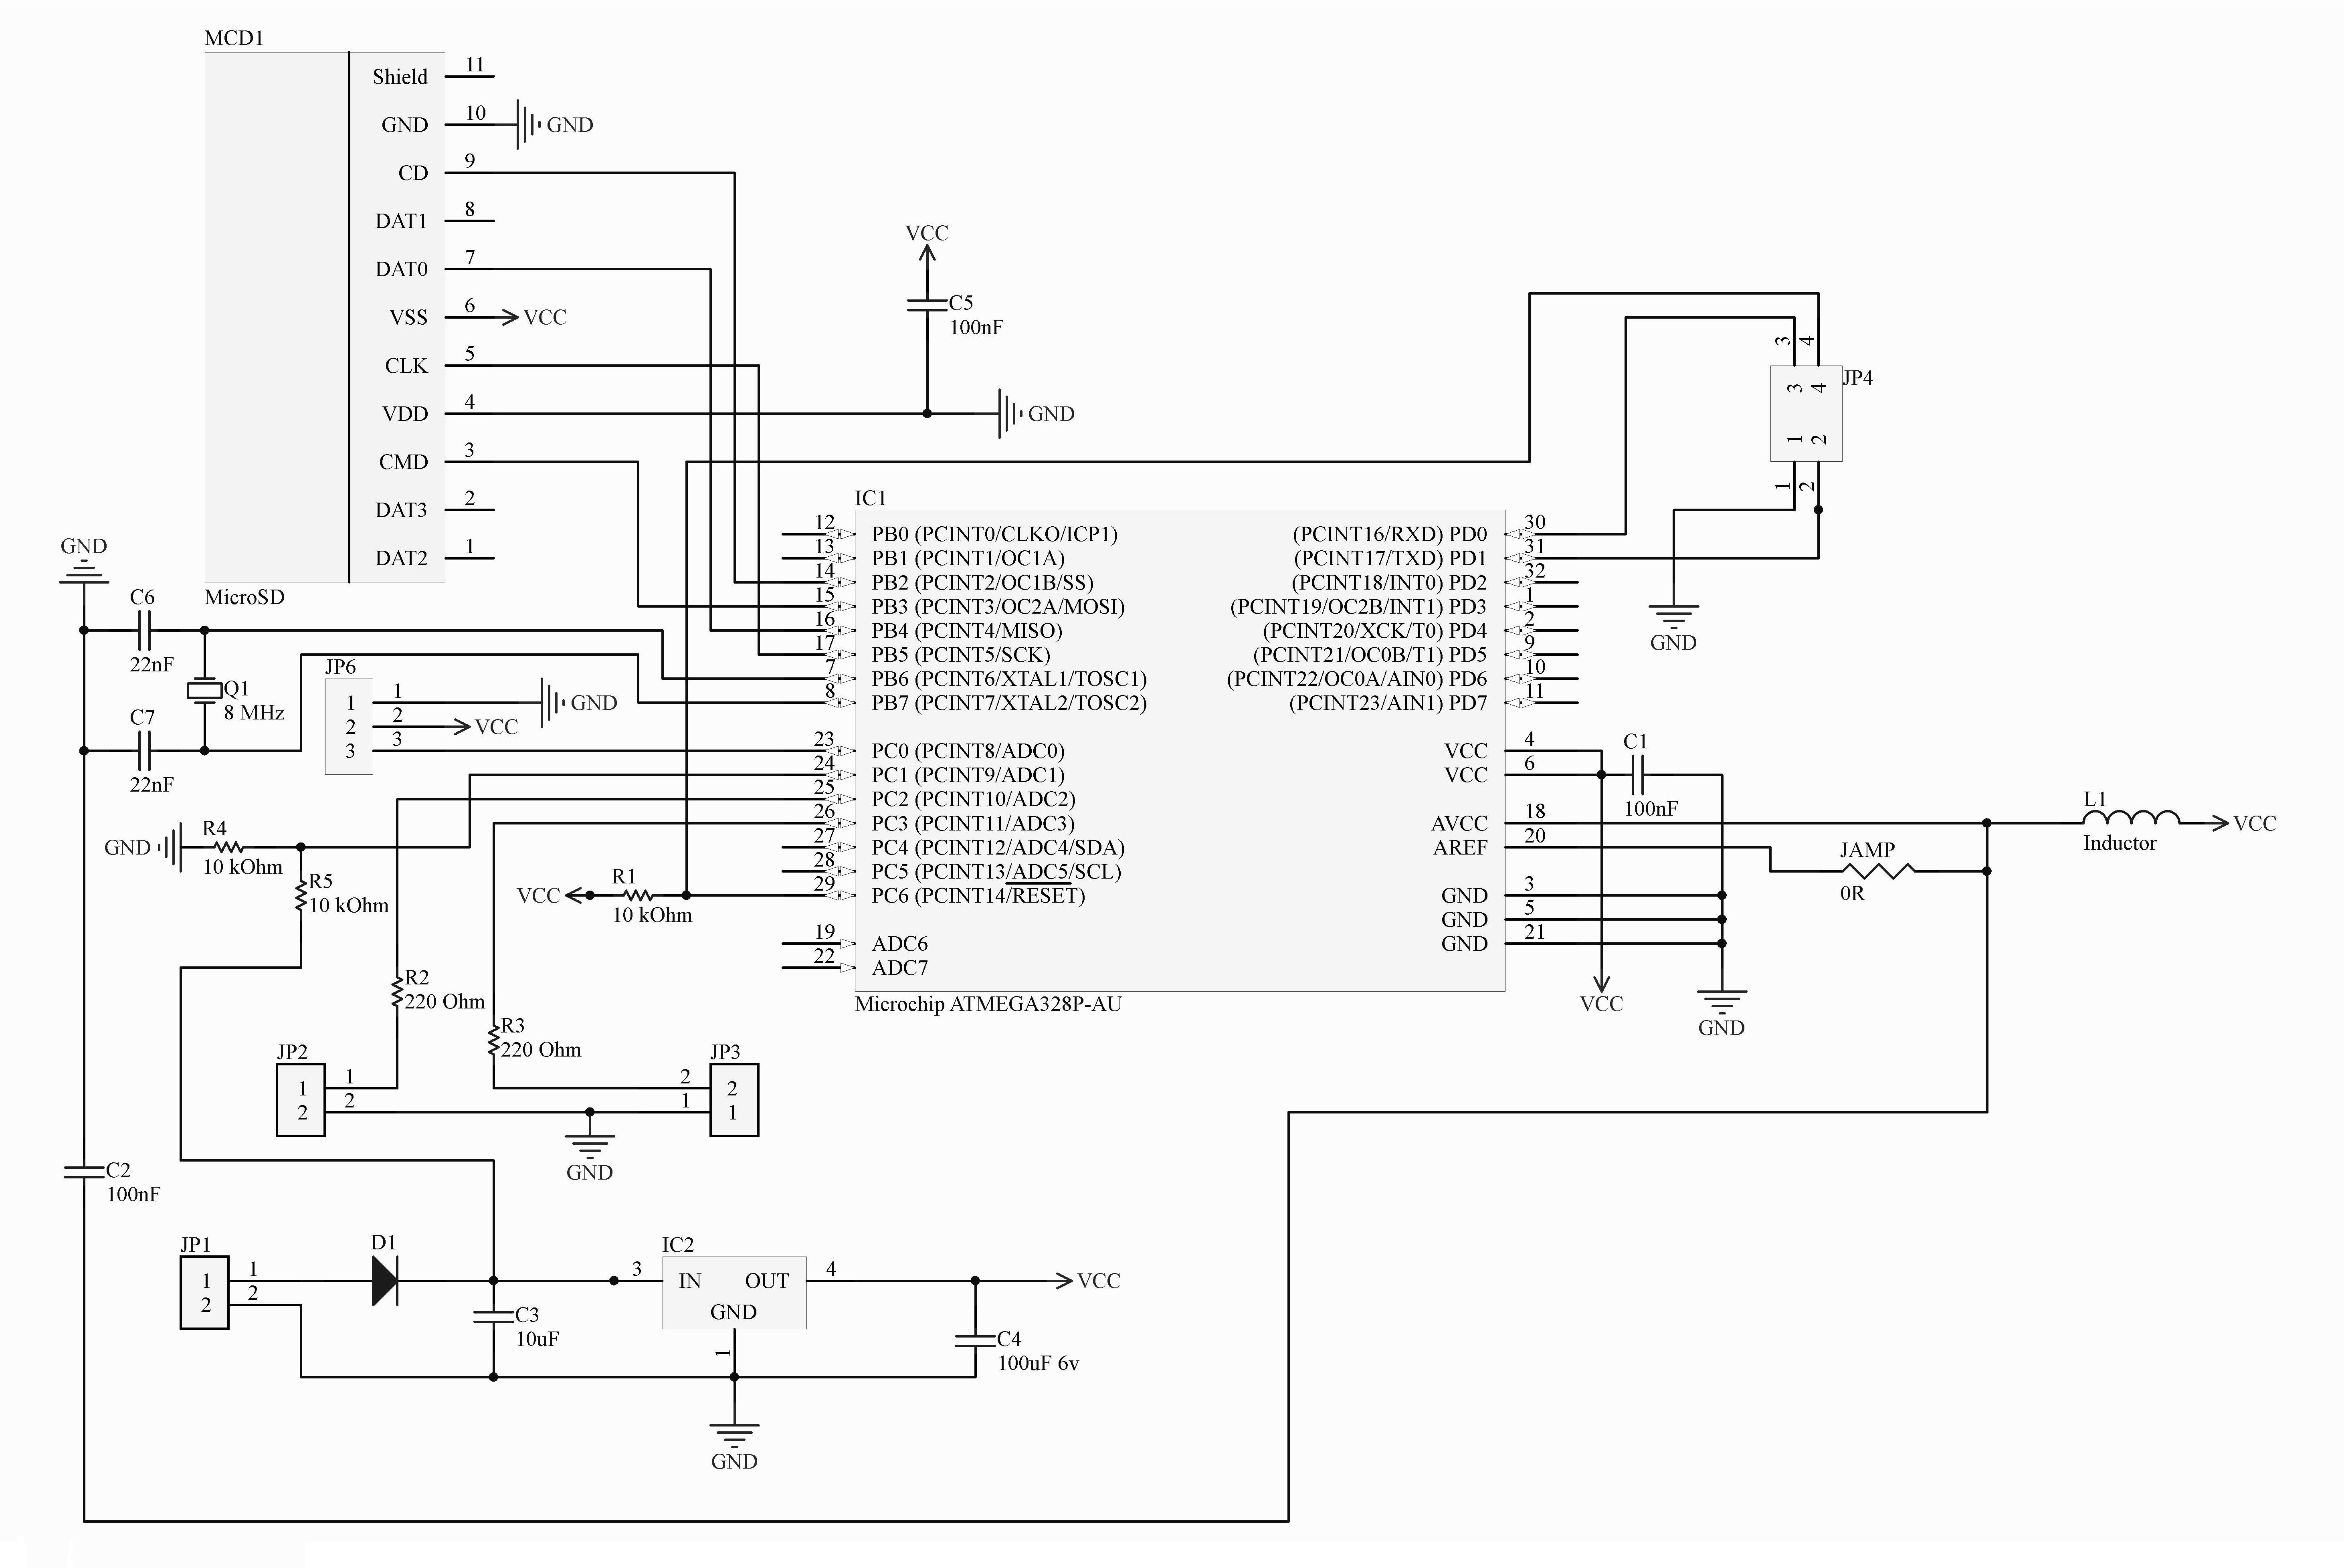 MCD1
Shield 11
GND 10 GND
CD 9
DAT1 8
DAT0 7
VSS 6 VCC
CLK 5
VDD 4
CMD 3
DAT3 2
DAT2 1
MicroSD
VCC
C5
100nF
GND
3 4
3 4
JP4
1 2
1 2
GND
GND
C6
22nF
Q1
8 MHz
C7
22nF
JP6
1 1 GND
2 2 VCC
3 3
IC1
12 PB0 (PCINT0/CLKO/ICP1)
13 PB1 (PCINT1/OC1A)
14 PB2 (PCINT2/OC1B/SS)
15 PB3 (PCINT3/OC2A/MOSI)
16 PB4 (PCINT4/MISO)
17 PB5 (PCINT5/SCK)
7 PB6 (PCINT6/XTAL1/TOSC1)
8 PB7 (PCINT7/XTAL2/TOSC2)
23 PC0 (PCINT8/ADC0)
24 PC1 (PCINT9/ADC1)
25 PC2 (PCINT10/ADC2)
26 PC3 (PCINT11/ADC3)
27 PC4 (PCINT12/ADC4/SDA)
28 PC5 (PCINT13/ADC5/SCL)
29 PC6 (PCINT14/RESET)
19 ADC6
22 ADC7
(PCINT16/RXD) PD0 30
(PCINT17/TXD) PD1 31
(PCINT18/INT0) PD2 32
(PCINT19/OC2B/INT1) PD3 1
(PCINT20/XCK/T0) PD4 2
(PCINT21/OC0B/T1) PD5 9
(PCINT22/OC0A/AIN0) PD6 10
(PCINT23/AIN1) PD7 11
VCC 4
VCC 6
AVCC 18
AREF 20
GND 3
GND 5
GND 21
Microchip ATMEGA328P-AU
C1
100nF
VCC
GND
L1
Inductor
VCC
JAMP
0R
GND
R4
10 kOhm
R5
10 kOhm
VCC
R1
10 kOhm
R2
220 Ohm
R3
220 Ohm
JP2
1 1
2 2
JP3
2 2
1 1
GND
C2
100nF
JP1
1 1
2 2
D1
C3
10uF
IC2
3 IN OUT 4
GND
1
VCC
C4
100uF 6v
GND